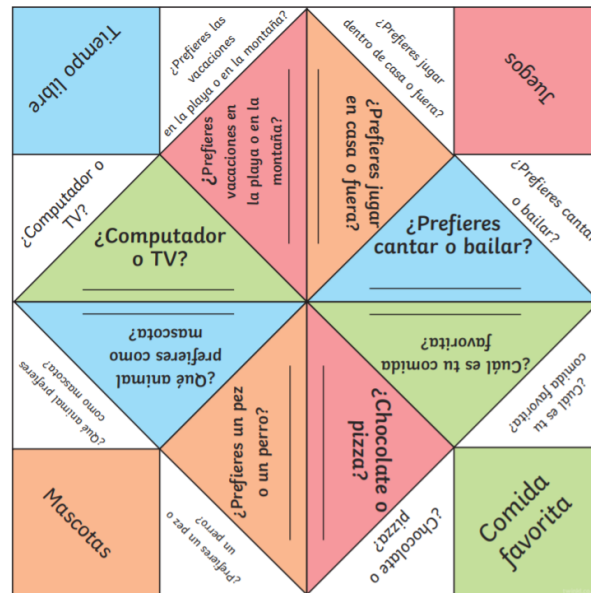 Tiempo
libre
¿Prefieres las
vacaciones
en la playa o en la montaña?
¿Prefieres jugar
dentro de casa o fuera?
Juegos
¿Prefieres
vacaciones en
la playa o en la
montaña?
¿Prefieres jugar
en casa o fuera?
¿Computador o
TV?
¿Computador
o TV?
¿Prefieres
cantar o bailar?
¿Prefieres cantar
o bailar?
¿Qué animal prefieres
como mascota?
¿Qué animal
prefieres como
mascota?
¿Cuál es tu comida
favorita?
¿Cuál es tu
comida favorita?
Mascotas
¿Prefieres un pez
o un perro?
¿Prefieres un pez o
un perro?
¿Chocolate o
pizza?
¿Chocolate o
pizza?
Comida
favorita